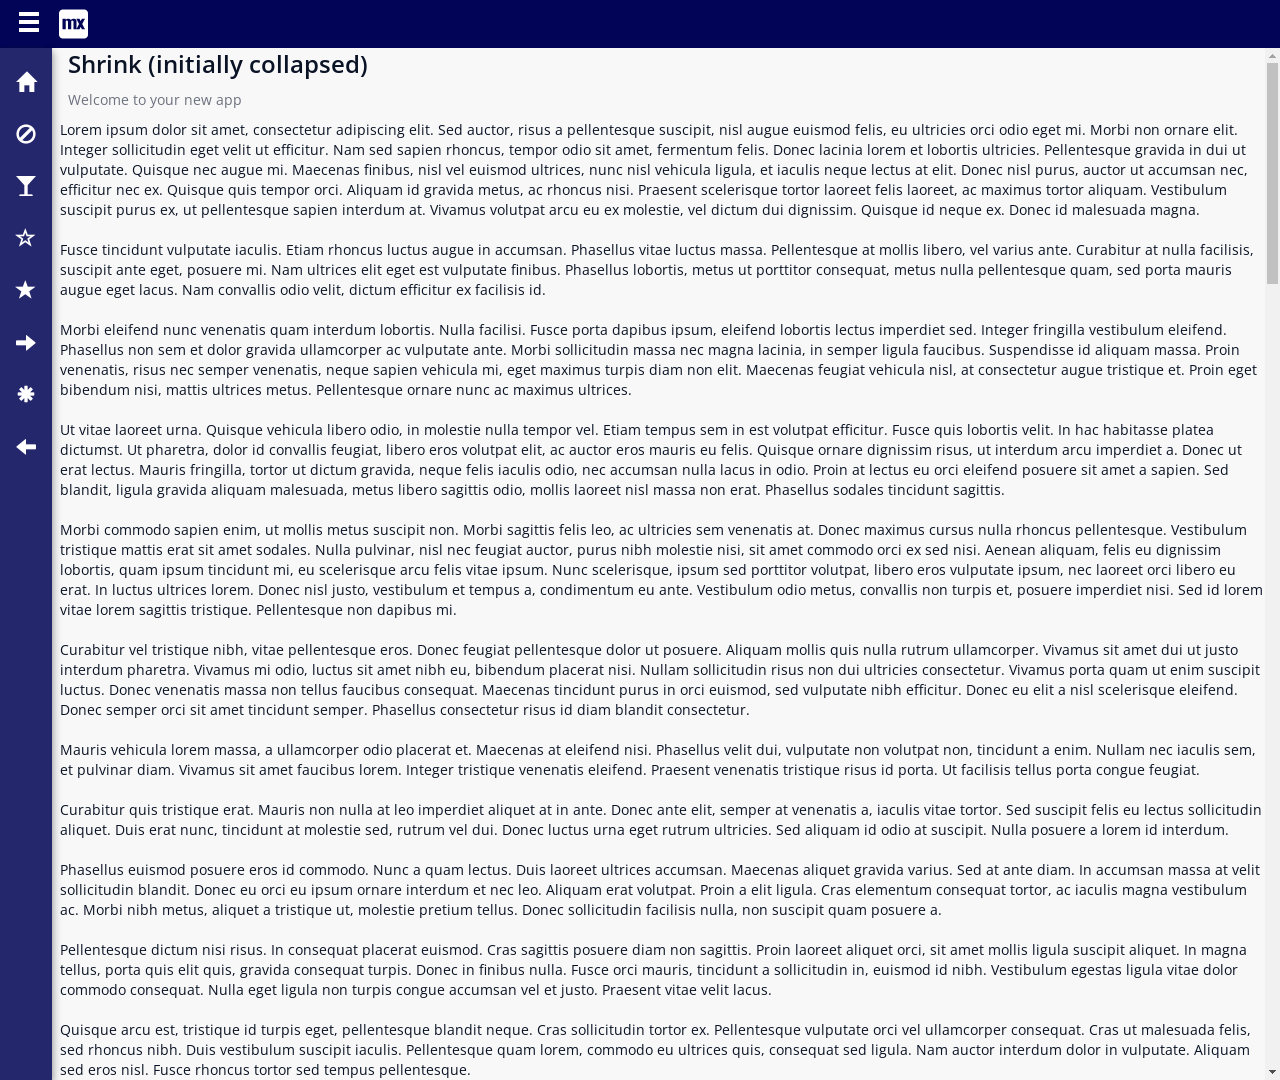 mx
Shrink (initially collapsed)
Welcome to your new app
Lorem ipsum dolor sit amet, consectetur adipiscing elit. Sed auctor, risus a pellentesque suscipit, nisl augue euismod felis, eu ultricies orci odio eget mi. Morbi non ornare elit.
Integer sollicitudin eget velit ut efficitur. Nam sed sapien rhoncus, tempor odio sit amet, fermentum felis. Donec lacinia lorem et lobortis ultricies. Pellentesque gravida in dui ut
vulputate. Quisque nec augue mi. Maecenas finibus, nisl vel euismod ultrices, nunc nisl vehicula ligula, et iaculis neque lectus at elit. Donec nisl purus, auctor ut accumsan nec,
efficitur nec ex. Quisque quis tempor orci. Aliquam id gravida metus, ac rhoncus nisi. Praesent scelerisque tortor laoreet felis laoreet, ac maximus tortor aliquam. Vestibulum
suscipit purus ex, ut pellentesque sapien interdum at. Vivamus volutpat arcu eu ex molestie, vel dictum dui dignissim. Quisque id neque ex. Donec id malesuada magna.
Fusce tincidunt vulputate iaculis. Etiam rhoncus luctus augue in accumsan. Phasellus vitae luctus massa. Pellentesque at mollis libero, vel varius ante. Curabitur at nulla facilisis,
suscipit ante eget, posuere mi. Nam ultrices elit eget est vulputate finibus. Phasellus lobortis, metus ut porttitor consequat, metus nulla pellentesque quam, sed porta mauris
augue eget lacus. Nam convallis odio velit, dictum efficitur ex facilisis id.
Morbi eleifend nunc venenatis quam interdum lobortis. Nulla facilisi. Fusce porta dapibus ipsum, eleifend lobortis lectus imperdiet sed. Integer fringilla vestibulum eleifend.
Phasellus non sem et dolor gravida ullamcorper ac vulputate ante. Morbi sollicitudin massa nec magna lacinia, in semper ligula faucibus. Suspendisse id aliquam massa. Proin
venenatis, risus nec semper venenatis, neque sapien vehicula mi, eget maximus turpis diam non elit. Maecenas feugiat vehicula nisl, at consectetur augue tristique et. Proin eget
bibendum nisi, mattis ultrices metus. Pellentesque ornare nunc ac maximus ultrices.
Ut vitae laoreet urna. Quisque vehicula libero odio, in molestie nulla tempor vel. Etiam tempus sem in est volutpat efficitur. Fusce quis lobortis velit. In hac habitasse platea
dictumst. Ut pharetra, dolor id convallis feugiat, libero eros volutpat elit, ac auctor eros mauris eu felis. Quisque ornare dignissim risus, ut interdum arcu imperdiet a. Donec ut
erat lectus. Mauris fringilla, tortor ut dictum gravida, neque felis iaculis odio, nec accumsan nulla lacus in odio. Proin at lectus eu orci eleifend posuere sit amet a sapien. Sed
blandit, ligula gravida aliquam malesuada, metus libero sagittis odio, mollis laoreet nisl massa non erat. Phasellus sodales tincidunt sagittis.
Morbi commodo sapien enim, ut mollis metus suscipit non. Morbi sagittis felis leo, ac ultricies sem venenatis at. Donec maximus cursus nulla rhoncus pellentesque. Vestibulum
tristique mattis erat sit amet sodales. Nulla pulvinar, nisl nec feugiat auctor, purus nibh molestie nisi, sit amet commodo orci ex sed nisi. Aenean aliquam, felis eu dignissim
lobortis, quam ipsum tincidunt mi, eu scelerisque arcu felis vitae ipsum. Nunc scelerisque, ipsum sed porttitor volutpat, libero eros vulputate ipsum, nec laoreet orci libero eu
erat. In luctus ultrices lorem. Donec nisl justo, vestibulum et tempus a, condimentum eu ante. Vestibulum odio metus, convallis non turpis et, posuere imperdiet nisi. Sed id lorem
vitae lorem sagittis tristique. Pellentesque non dapibus mi.
Curabitur vel tristique nibh, vitae pellentesque eros. Donec feugiat pellentesque dolor ut posuere. Aliquam mollis quis nulla rutrum ullamcorper. Vivamus sit amet dui ut justo
interdum pharetra. Vivamus mi odio, luctus sit amet nibh eu, bibendum placerat nisi. Nullam sollicitudin risus non dui ultricies consectetur. Vivamus porta quam ut enim suscipit
luctus. Donec venenatis massa non tellus faucibus consequat. Maecenas tincidunt purus in orci euismod, sed vulputate nibh efficitur. Donec eu elit a nisl scelerisque eleifend.
Donec semper orci sit amet tincidunt semper. Phasellus consectetur risus id diam blandit consectetur.
Mauris vehicula lorem massa, a ullamcorper odio placerat et. Maecenas at eleifend nisi. Phasellus velit dui, vulputate non volutpat non, tincidunt a enim. Nullam nec iaculis sem,
et pulvinar diam. Vivamus sit amet faucibus lorem. Integer tristique venenatis eleifend. Praesent venenatis tristique risus id porta. Ut facilisis tellus porta congue feugiat.
Curabitur quis tristique erat. Mauris non nulla at leo imperdiet aliquet at in ante. Donec ante elit, semper at venenatis a, iaculis vitae tortor. Sed suscipit felis eu lectus sollicitudin
aliquet. Duis erat nunc, tincidunt at molestie sed, rutrum vel dui. Donec luctus urna eget rutrum ultricies. Sed aliquam id odio at suscipit. Nulla posuere a lorem id interdum.
Phasellus euismod posuere eros id commodo. Nunc a quam lectus. Duis laoreet ultrices accumsan. Maecenas aliquet gravida varius. Sed at ante diam. In accumsan massa at velit
sollicitudin blandit. Donec eu orci eu ipsum ornare interdum et nec leo. Aliquam erat volutpat. Proin a elit ligula. Cras elementum consequat tortor, ac iaculis magna vestibulum
ac. Morbi nibh metus, aliquet a tristique ut, molestie pretium tellus. Donec sollicitudin facilisis nulla, non suscipit quam posuere a.
Pellentesque dictum nisi risus. In consequat placerat euismod. Cras sagittis posuere diam non sagittis. Proin laoreet aliquet orci, sit amet mollis ligula suscipit aliquet. In magna
tellus, porta quis elit quis, gravida consequat turpis. Donec in finibus nulla. Fusce orci mauris, tincidunt a sollicitudin in, euismod id nibh. Vestibulum egestas ligula vitae dolor
commodo consequat. Nulla eget ligula non turpis congue accumsan vel et justo. Praesent vitae velit lacus.
Quisque arcu est, tristique id turpis eget, pellentesque blandit neque. Cras sollicitudin tortor ex. Pellentesque vulputate orci vel ullamcorper consequat. Cras ut malesuada felis,
sed rhoncus nibh. Duis vestibulum suscipit iaculis. Pellentesque quam lorem, commodo eu ultrices quis, consequat sed ligula. Nam auctor interdum dolor in vulputate. Aliquam
sed eros nisl. Fusce rhoncus tortor sed tempus pellentesque.